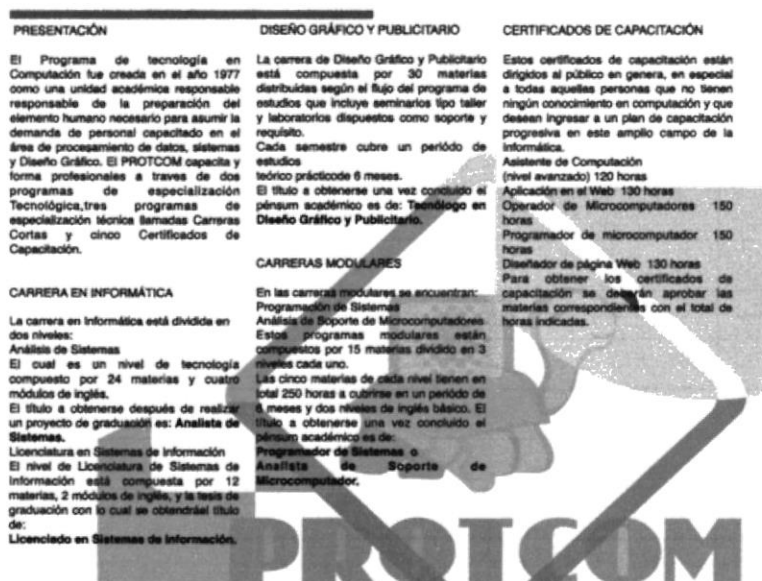 PRESENTACIÓN
El Programa de tecnología en
Computación fue creada en el año 1977
como una unidad académica responsable
responsable de la preparación del
elemento humano necesario para asumir la
demanda de personal capacitado en el
área de procesamiento de datos, sistemas
y Diseño Gráfico. El PROTCOM capacita y
forma profesionales a traves de dos
programas de especialización
Tecnológica,tres programas de
especialización técnica llamadas Carreras
Cortas y cinco Certificados de
Capacitación.
CARRERA EN INFORMÁTICA
La carrera en Informática está dividida en
dos niveles:
Análisis de Sistemas
El cual es un nivel de tecnología
compuesto por 24 materias y cuatro
módulos de inglés.
El título a obtenerse después de realizar
un proyecto de graduación es: Analista de
Sistemas.
Licenciatura en Sistemas de Información
El nivel de Licenciatura de Sistemas de
Información está compuesta por 12
materias, 2 módulos de inglés, y la tesis de
graduación con lo cual se obtendráel título
de:
Licenciado en Sistemas de Información.
DISEÑO GRÁFICO Y PUBLICITARIO
La carrera de Diseño Gráfico y Publicitario
está compuesta por 30 materias
distribuidas según el flujo del programa de
estudios que incluye seminarios tipo taller
y laboratorios dispuestos como soporte y
requisito.
Cada semestre cubre un periódo de
estudios
teórico prácticode 6 meses.
El título a obtenerse una vez concluido el
pénsum académico es de: Tecnólogo en
Diseño Gráfico y Publicitario.
CARRERAS MODULARES
En las carreras modulares se encuentran:
Programación de Sistemas
Análisis de Soporte de Microcomputadores
Estos programas modulares están
compuestos por 15 materias dividido en 3
niveles cada uno.
Las cinco materias de cada nivel tienen en
total 250 horas a cubrirse en un periódo de
6 meses y dos niveles de inglés básico. El
título a obtenerse una vez concluido el
pénsum académico es de:
Programador de Sistemas o
Analista de Soporte de
Microcomputador.
CERTIFICADOS DE CAPACITACIÓN
Estos certificados de capacitación están
dirigidos al público en genera, en especial
a todas aquellas personas que no tienen
ningún conocimiento en computación y que
desean ingresar a un plan de capacitación
progresiva en este amplio campo de la
informática.
Asistente de Computación
(nivel avanzado) 120 horas
Aplicación en el Web 130 horas
Operador de Microcomputadores 150
horas
Programador de microcomputador 150
horas
Diseñador de página Web 130 horas
Para obtener los certificados de
capacitación se deberán aprobar las
materias correspondientes con el total de
horas indicadas.
PROTCOM